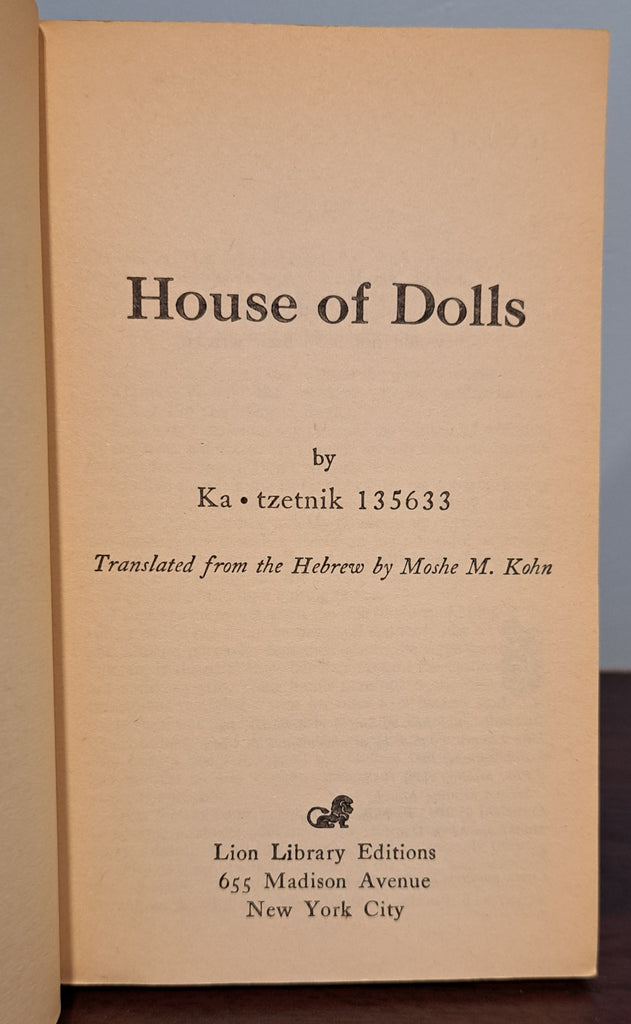 House of Dolls
by
Ka • tzetnik 135633
Translated from the Hebrew by Moshe M. Kohn
Lion Library Editions
655 Madison Avenue
New York City